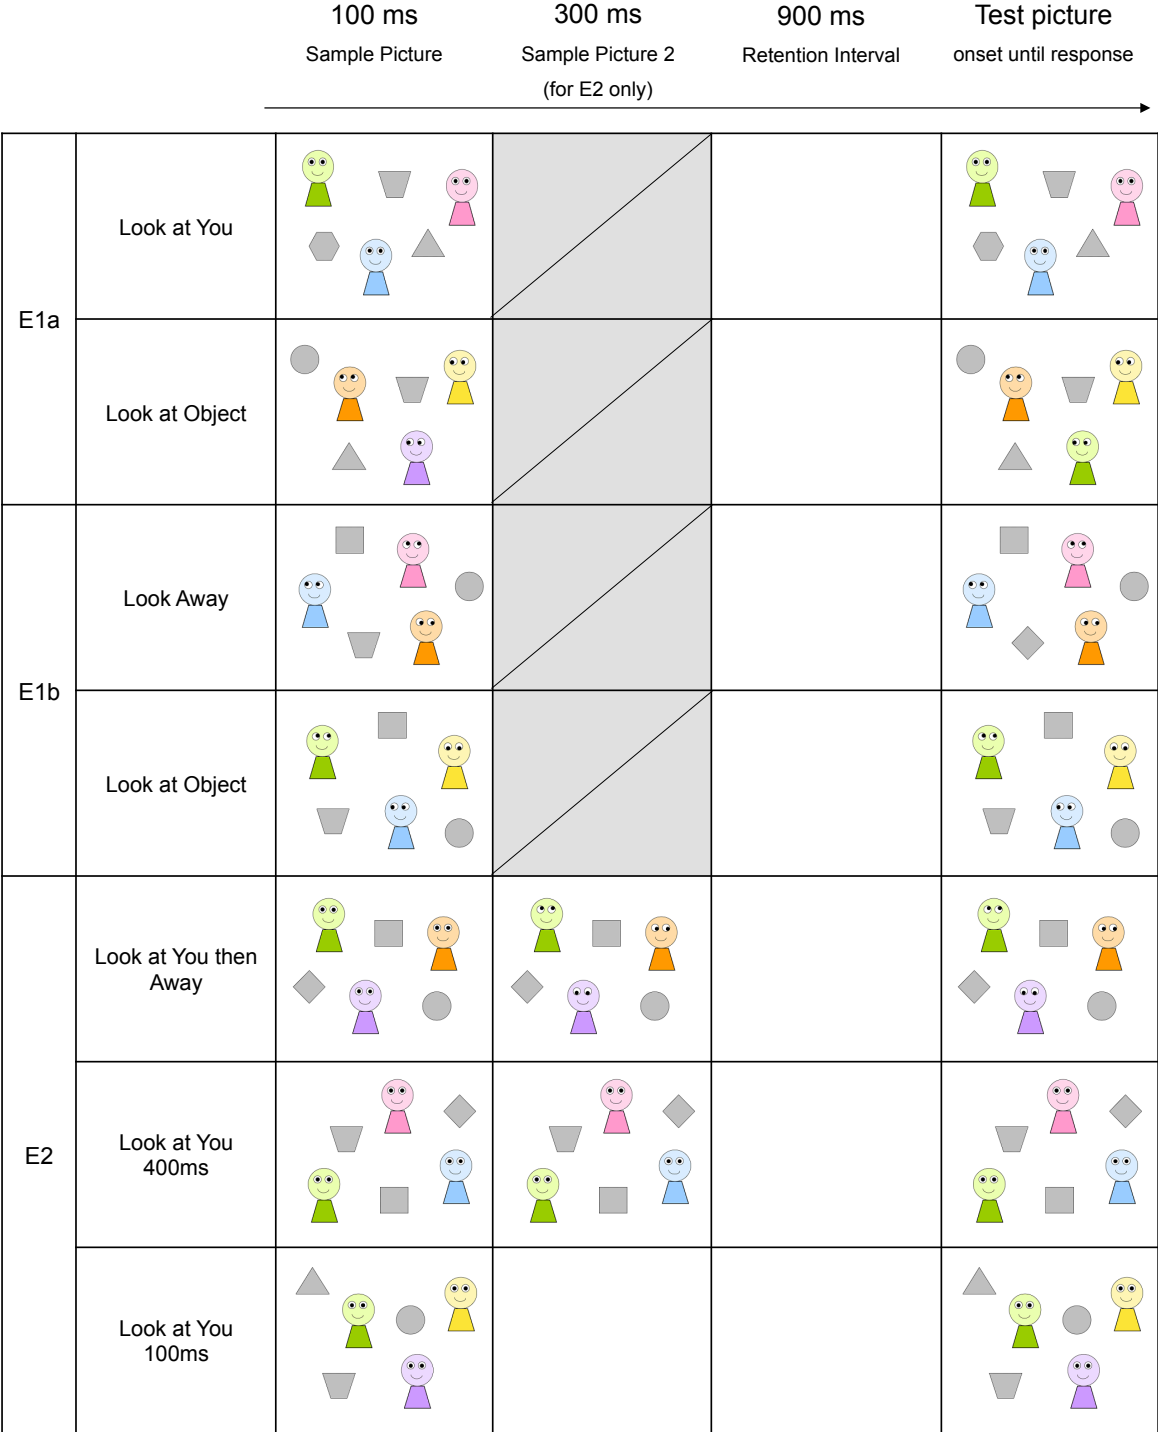 100 ms
300 ms
900 ms
Test picture
Sample Picture
Sample Picture 2
Retention Interval
onset until response
(for E2 only)
E1a
Look at You
Look at Object
E1b
Look Away
Look at Object
E2
Look at You then
Away
Look at You
400ms
Look at You
100ms